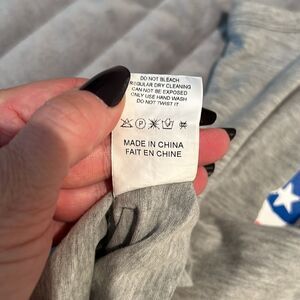 DO NOT BLEACH
REGULAR DRY CLEANING
CAN NOT BE EXPOSED
ONLY USE HAND WASH
DO NOT TWIST IT
P
MADE IN CHINA
FAIT EN CHINE